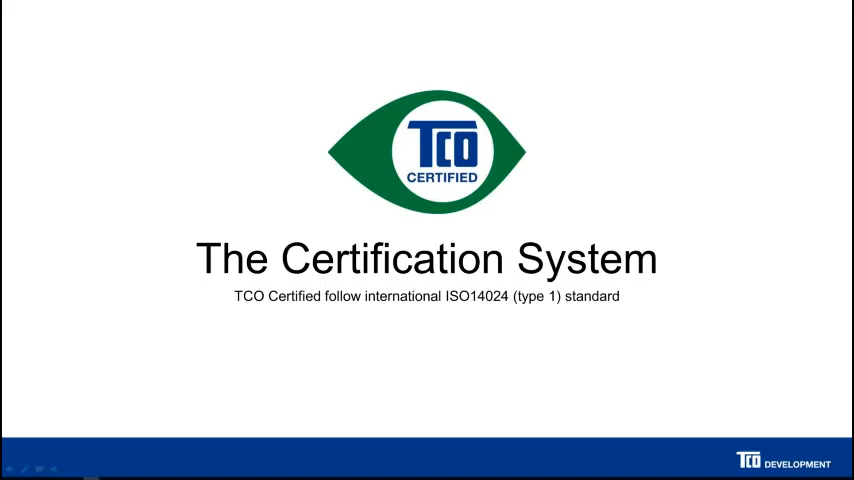 TCO
CERTIFIED
The Certification System
TCO Certified follow international ISO14024 (type 1) standard
TCO DEVELOPMENT